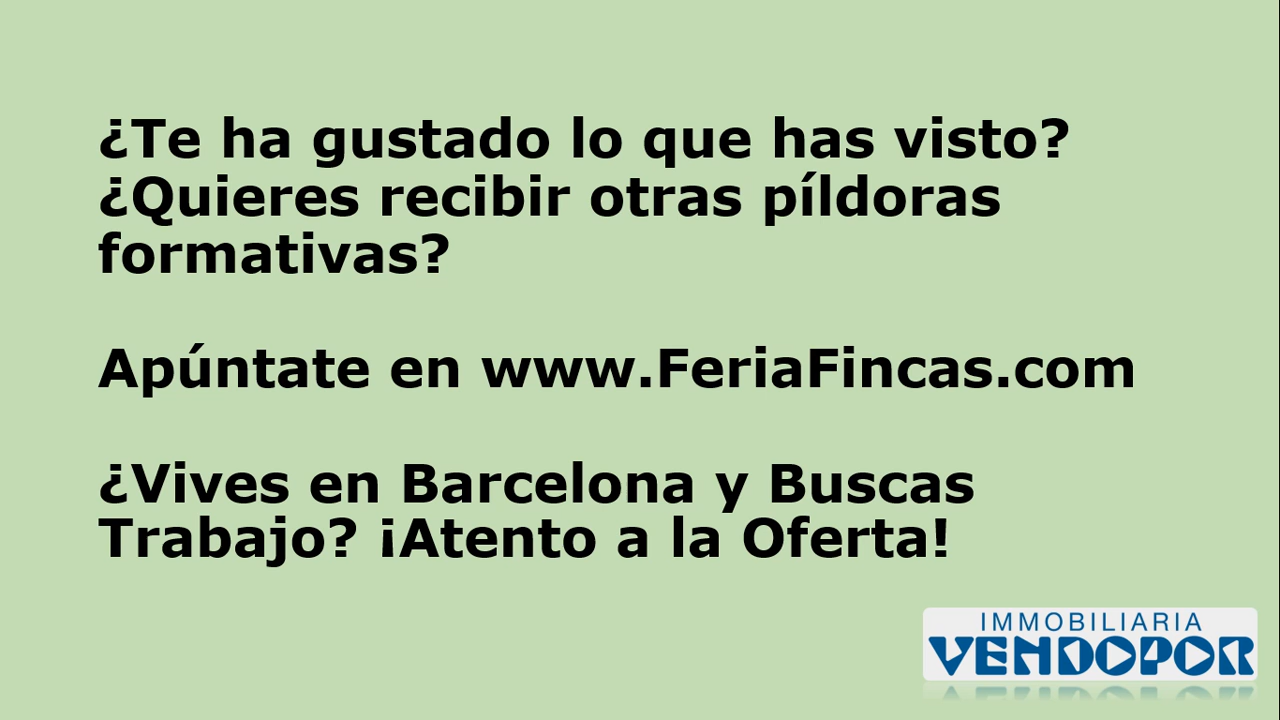 ¿Te ha gustado lo que has visto?
¿Quieres recibir otras píldoras
formativas?
Apúntate en www.FeriaFincas.com
¿Vives en Barcelona y Buscas
Trabajo? ¡Atento a la Oferta!
IMMOBILIARIA
VENDOPOR